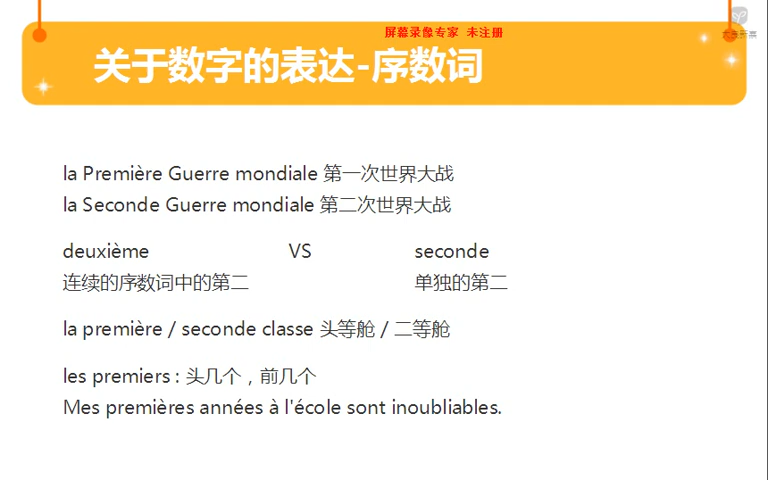 屏幕录像专家 未注册
关于数字的表达-序数词
la Première Guerre mondiale 第一次世界大战
la Seconde Guerre mondiale 第二次世界大战
deuxième VS seconde
连续的序数词中的第二 单独的第二
la première / seconde classe 头等舱 / 二等舱
les premiers : 头几个，前几个
Mes premières années à l'école sont inoubliables.